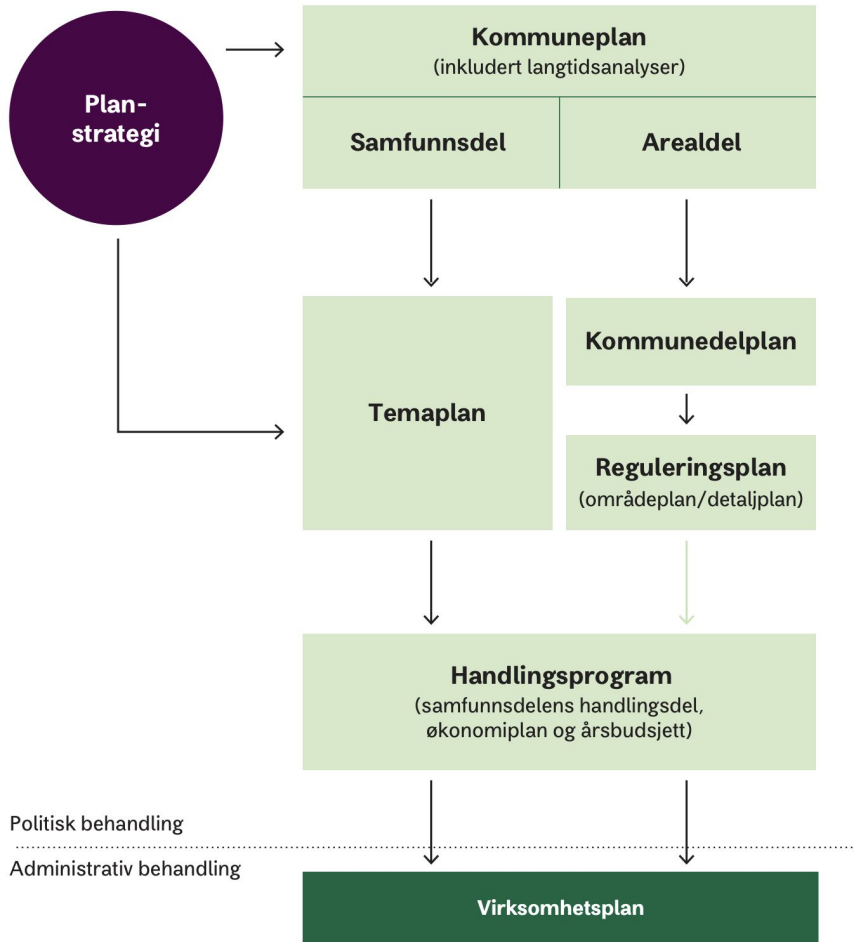 Plan-
strategi
Kommuneplan
(inkludert langtidsanalyser)
Samfunnsdel
Arealdel
Temaplan
Kommunedelplan
Reguleringsplan
(områdeplan/detaljplan)
Handlingsprogram
(samfunnsdelens handlingsdel,
økonomiplan og årsbudsjett)
Politisk behandling
Administrativ behandling
Virksomhetsplan